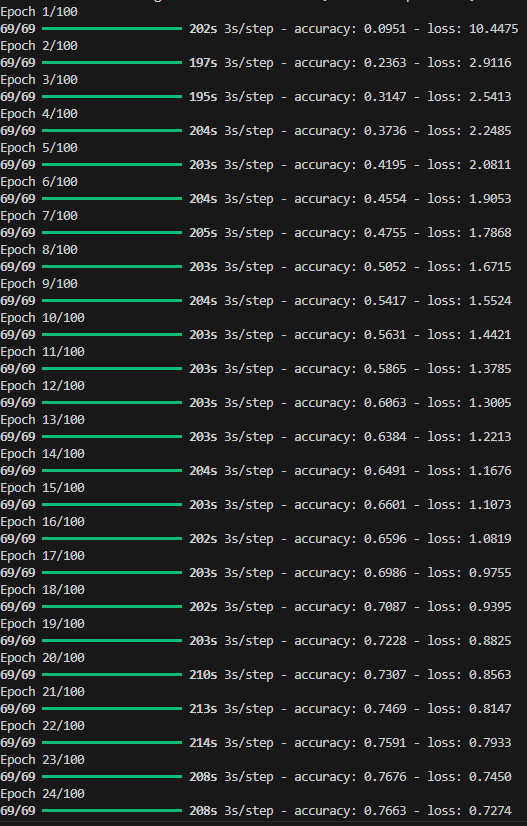 Epoch 1/100
69/69 202s 3s/step - accuracy: 0.0951 - loss: 10.4475
Epoch 2/100
69/69 197s 3s/step - accuracy: 0.2363 - loss: 2.9116
Epoch 3/100
69/69 195s 3s/step - accuracy: 0.3147 - loss: 2.5413
Epoch 4/100
69/69 204s 3s/step - accuracy: 0.3736 - loss: 2.2485
Epoch 5/100
69/69 203s 3s/step - accuracy: 0.4195 - loss: 2.0811
Epoch 6/100
69/69 204s 3s/step - accuracy: 0.4554 - loss: 1.9053
Epoch 7/100
69/69 205s 3s/step - accuracy: 0.4755 - loss: 1.7868
Epoch 8/100
69/69 203s 3s/step - accuracy: 0.5052 - loss: 1.6715
Epoch 9/100
69/69 204s 3s/step - accuracy: 0.5417 - loss: 1.5524
Epoch 10/100
69/69 203s 3s/step - accuracy: 0.5631 - loss: 1.4421
Epoch 11/100
69/69 203s 3s/step - accuracy: 0.5865 - loss: 1.3785
Epoch 12/100
69/69 203s 3s/step - accuracy: 0.6063 - loss: 1.3005
Epoch 13/100
69/69 203s 3s/step - accuracy: 0.6384 - loss: 1.2213
Epoch 14/100
69/69 204s 3s/step - accuracy: 0.6491 - loss: 1.1676
Epoch 15/100
69/69 203s 3s/step - accuracy: 0.6601 - loss: 1.1073
Epoch 16/100
69/69 202s 3s/step - accuracy: 0.6596 - loss: 1.0819
Epoch 17/100
69/69 203s 3s/step - accuracy: 0.6986 - loss: 0.9755
Epoch 18/100
69/69 202s 3s/step - accuracy: 0.7087 - loss: 0.9395
Epoch 19/100
69/69 203s 3s/step - accuracy: 0.7228 - loss: 0.8825
Epoch 20/100
69/69 210s 3s/step - accuracy: 0.7307 - loss: 0.8563
Epoch 21/100
69/69 213s 3s/step - accuracy: 0.7469 - loss: 0.8147
Epoch 22/100
69/69 214s 3s/step - accuracy: 0.7591 - loss: 0.7933
Epoch 23/100
69/69 208s 3s/step - accuracy: 0.7676 - loss: 0.7450
Epoch 24/100
69/69 208s 3s/step - accuracy: 0.7663 - loss: 0.7274